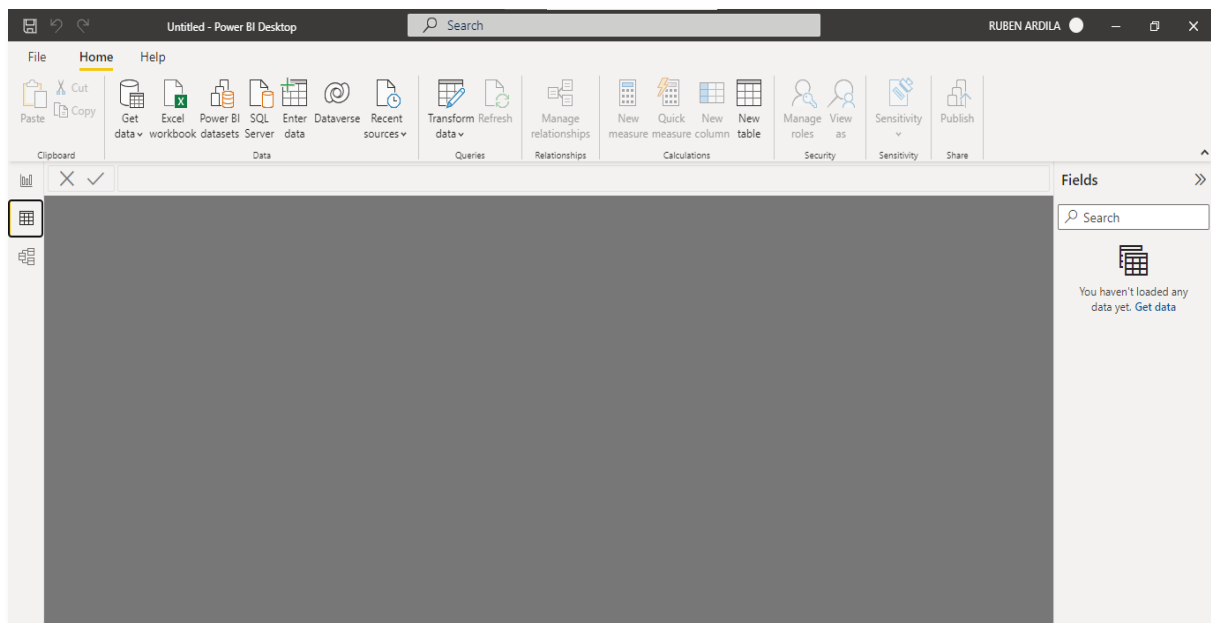 Untitled - Power BI Desktop
Search
RUBEN ARDILA
File Home Help
Paste
Cut
Copy
Get data
Excel workbook
Power BI datasets
SQL Server
Enter data
Dataverse
Recent sources
Transform data
Refresh
Manage relationships
New measure
Quick measure
New column
New table
Manage roles
View as
Sensitivity
Publish
Clipboard
Data
Queries
Relationships
Calculations
Security
Sensitivity
Share
Fields
Search
You haven't loaded any
data yet. Get data